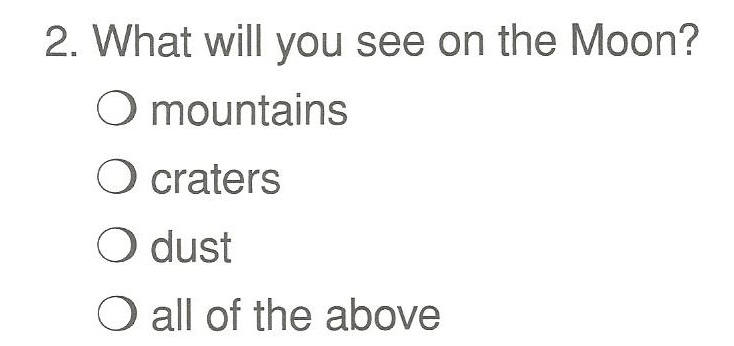 2. What will you see on the Moon?
mountains
craters
dust
all of the above